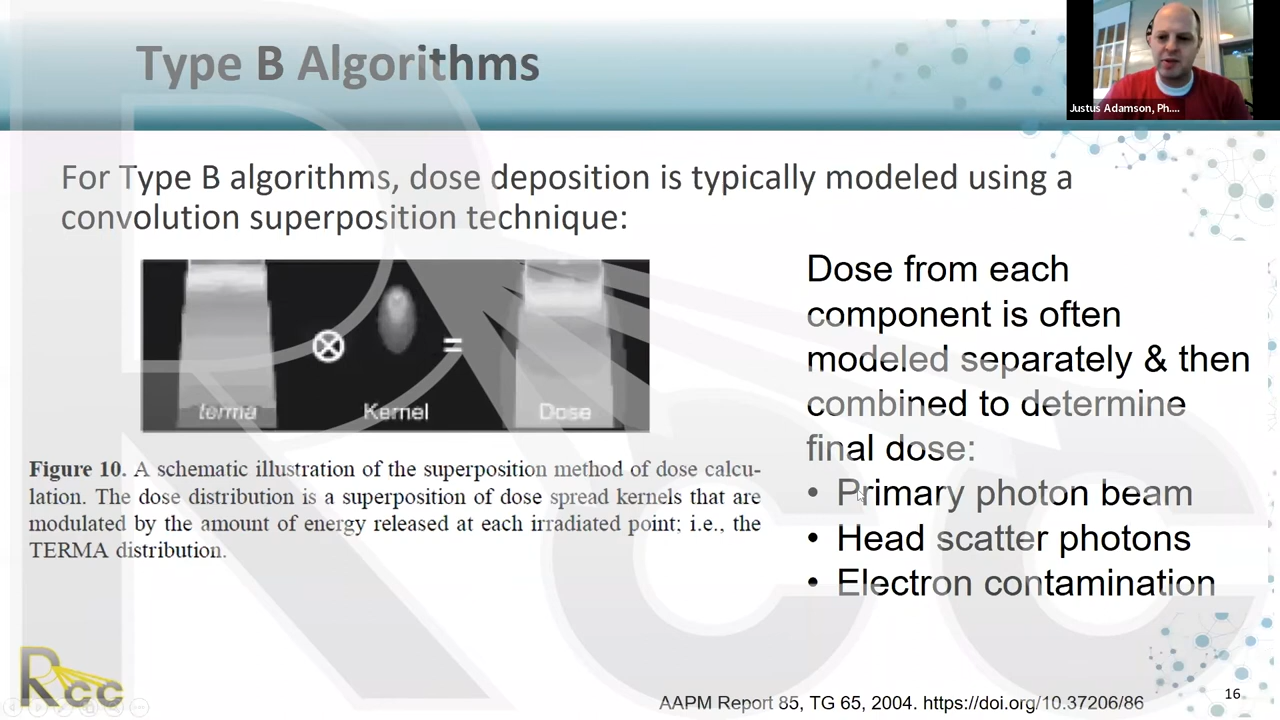 Type B Algorithms
Justus Adamson, Ph....
For Type B algorithms, dose deposition is typically modeled using a
convolution superposition technique:
terma
Kernel
=
Dose
Figure 10. A schematic illustration of the superposition method of dose calcu-
lation. The dose distribution is a superposition of dose spread kernels that are
modulated by the amount of energy released at each irradiated point; i.e., the
TERMA distribution.
Dose from each
component is often
modeled separately & then
combined to determine
final dose:
• Primary photon beam
• Head scatter photons
• Electron contamination
Rcc
Rcc
AAPM Report 85, TG 65, 2004. https://doi.org/10.37206/86
16